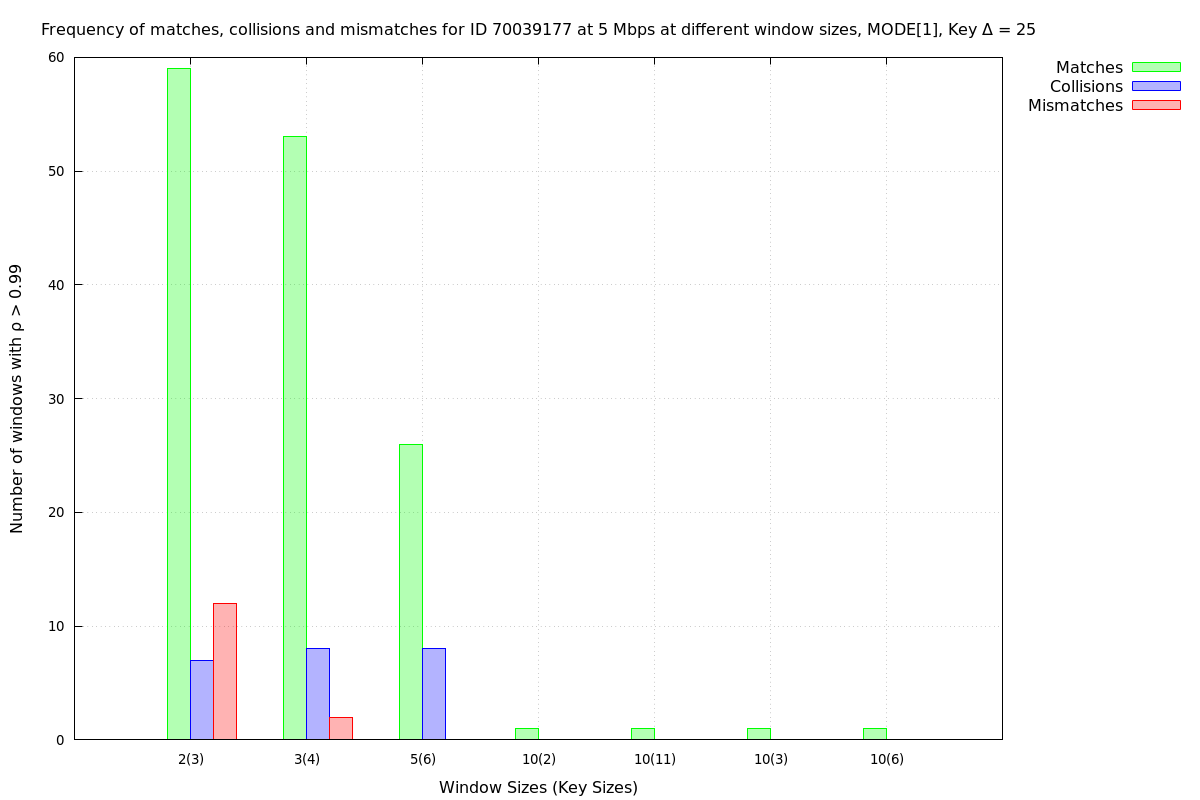 Frequency of matches, collisions and mismatches for ID 70039177 at 5 Mbps at different window sizes, MODE[1], Key Δ = 25
Matches
Collisions
Mismatches
Number of windows with ρ > 0.99
60
50
40
30
20
10
0
2(3) 3(4) 5(6) 10(2) 10(11) 10(3) 10(6)
Window Sizes (Key Sizes)